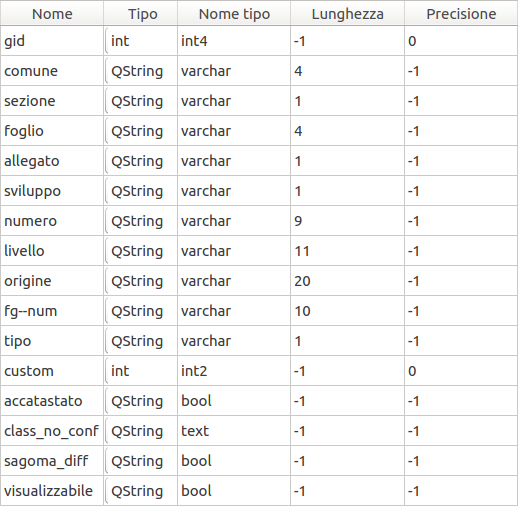 Nome Tipo Nome tipo Lunghezza Precisione
gid int int4 -1 0
comune QString varchar 4 -1
sezione QString varchar 1 -1
foglio QString varchar 4 -1
allegato QString varchar 1 -1
sviluppo QString varchar 1 -1
numero QString varchar 9 -1
livello QString varchar 11 -1
origine QString varchar 20 -1
fg--num QString varchar 10 -1
tipo QString varchar 1 -1
custom int int2 -1 0
accatastato QString bool -1 -1
class_no_conf QString text -1 -1
sagoma_diff QString bool -1 -1
visualizzabile QString bool -1 -1